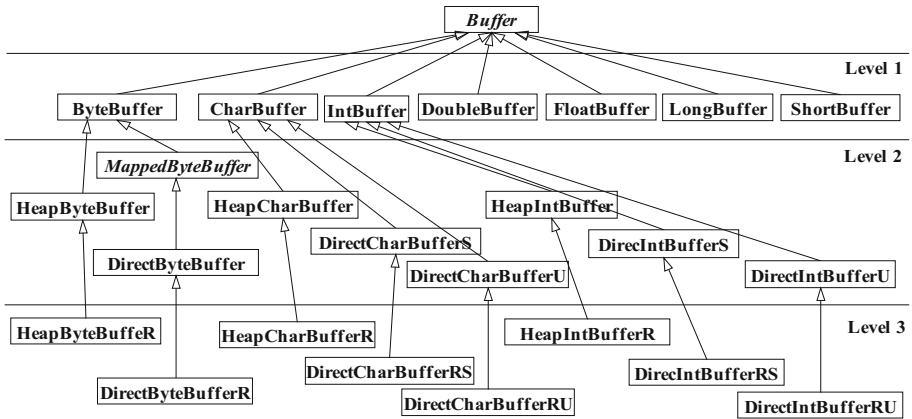 Buffer
Level 1
ByteBuffer
CharBuffer
IntBuffer
DoubleBuffer
FloatBuffer
LongBuffer
ShortBuffer
Level 2
MappedByteBuffer
HeapByteBuffer
HeapCharBuffer
HeapIntBuffer
DirectCharBufferS
DirecIntBufferS
DirectByteBuffer
DirectCharBufferU
DirectIntBufferU
Level 3
HeapByteBuffeR
HeapCharBufferR
HeapIntBufferR
DirectCharBufferRS
DirecIntBufferRS
DirectByteBufferR
DirectCharBufferRU
DirectIntBufferRU